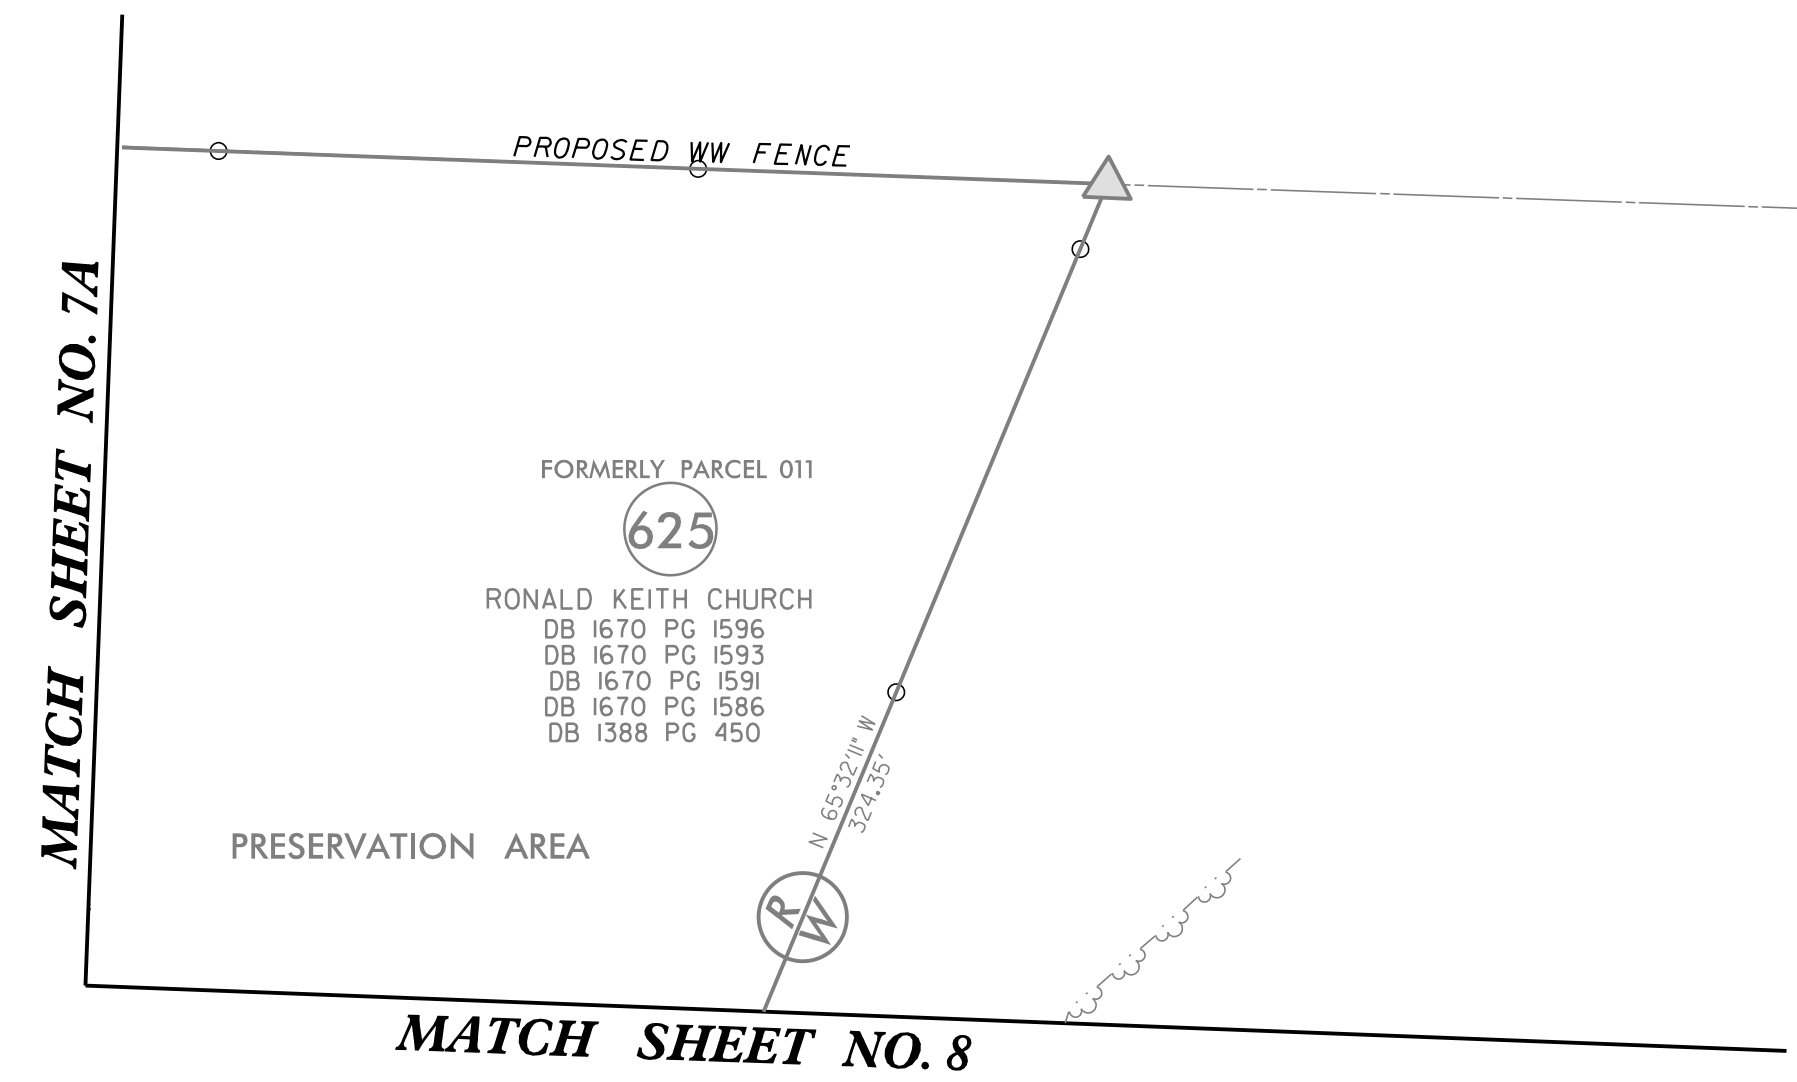 PROPOSED WW FENCE
MATCH SHEET NO. 7A
FORMERLY PARCEL 011
625
RONALD KEITH CHURCH
DB 1670 PG 1596
DB 1670 PG 1593
DB 1670 PG 1591
DB 1670 PG 1586
DB 1388 PG 450
N 65°32'11" W
324.35'
PRESERVATION AREA
R
W
MATCH SHEET NO. 8